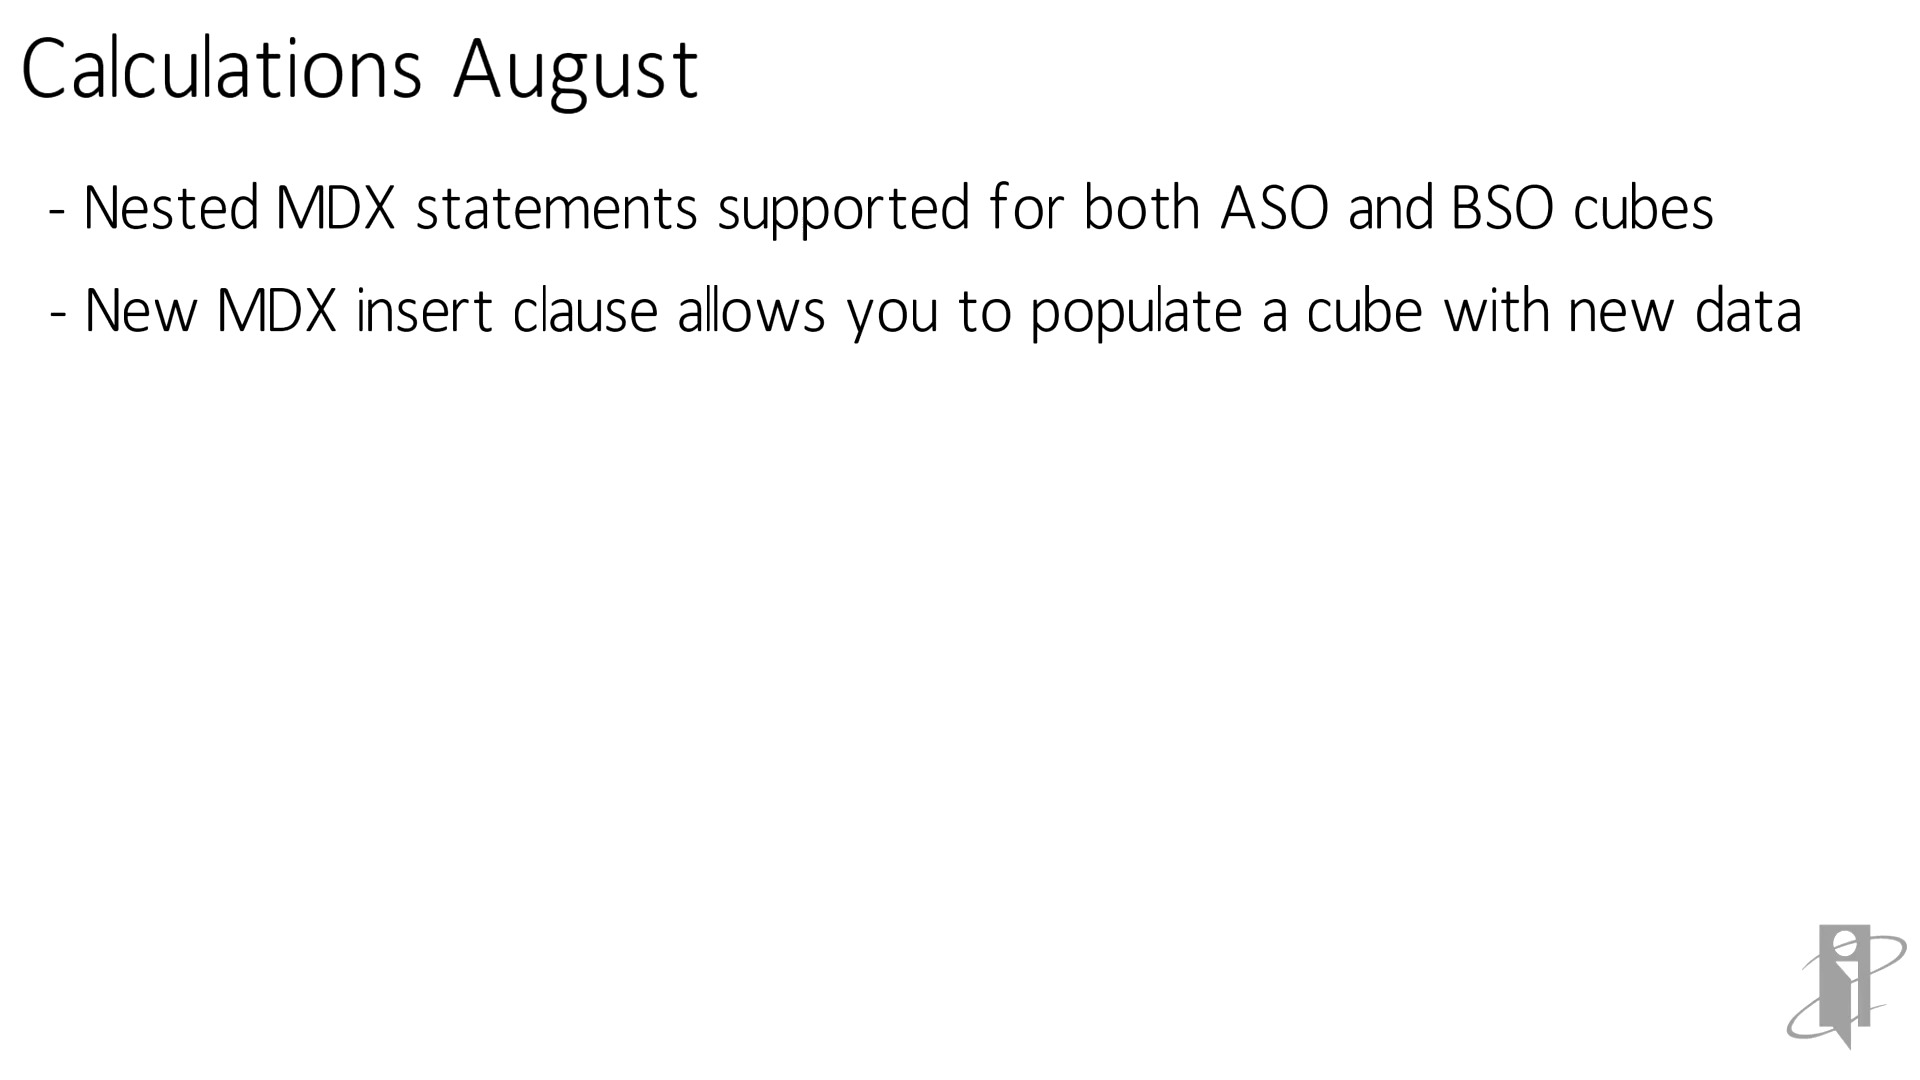 Calculations August
- Nested MDX statements supported for both ASO and BSO cubes
- New MDX insert clause allows you to populate a cube with new data